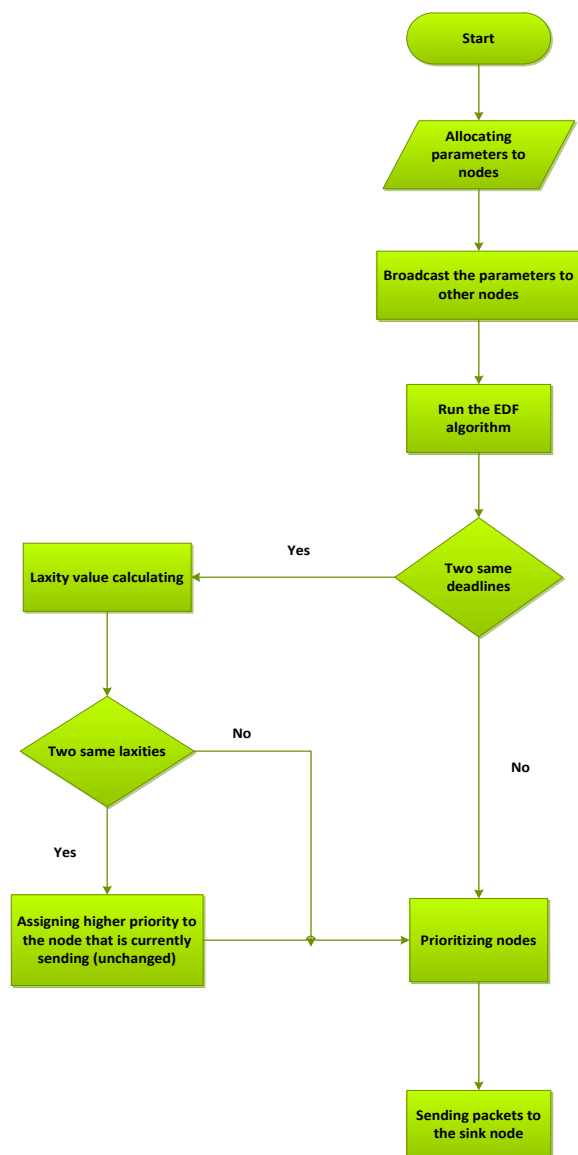 Start
Allocating
parameters to
nodes
Broadcast the parameters to
other nodes
Run the EDF
algorithm
Two same
deadlines
Yes
Laxity value calculating
Two same laxities
No
No
Yes
Assigning higher priority to
the node that is currently
sending (unchanged)
Prioritizing nodes
Sending packets to
the sink node